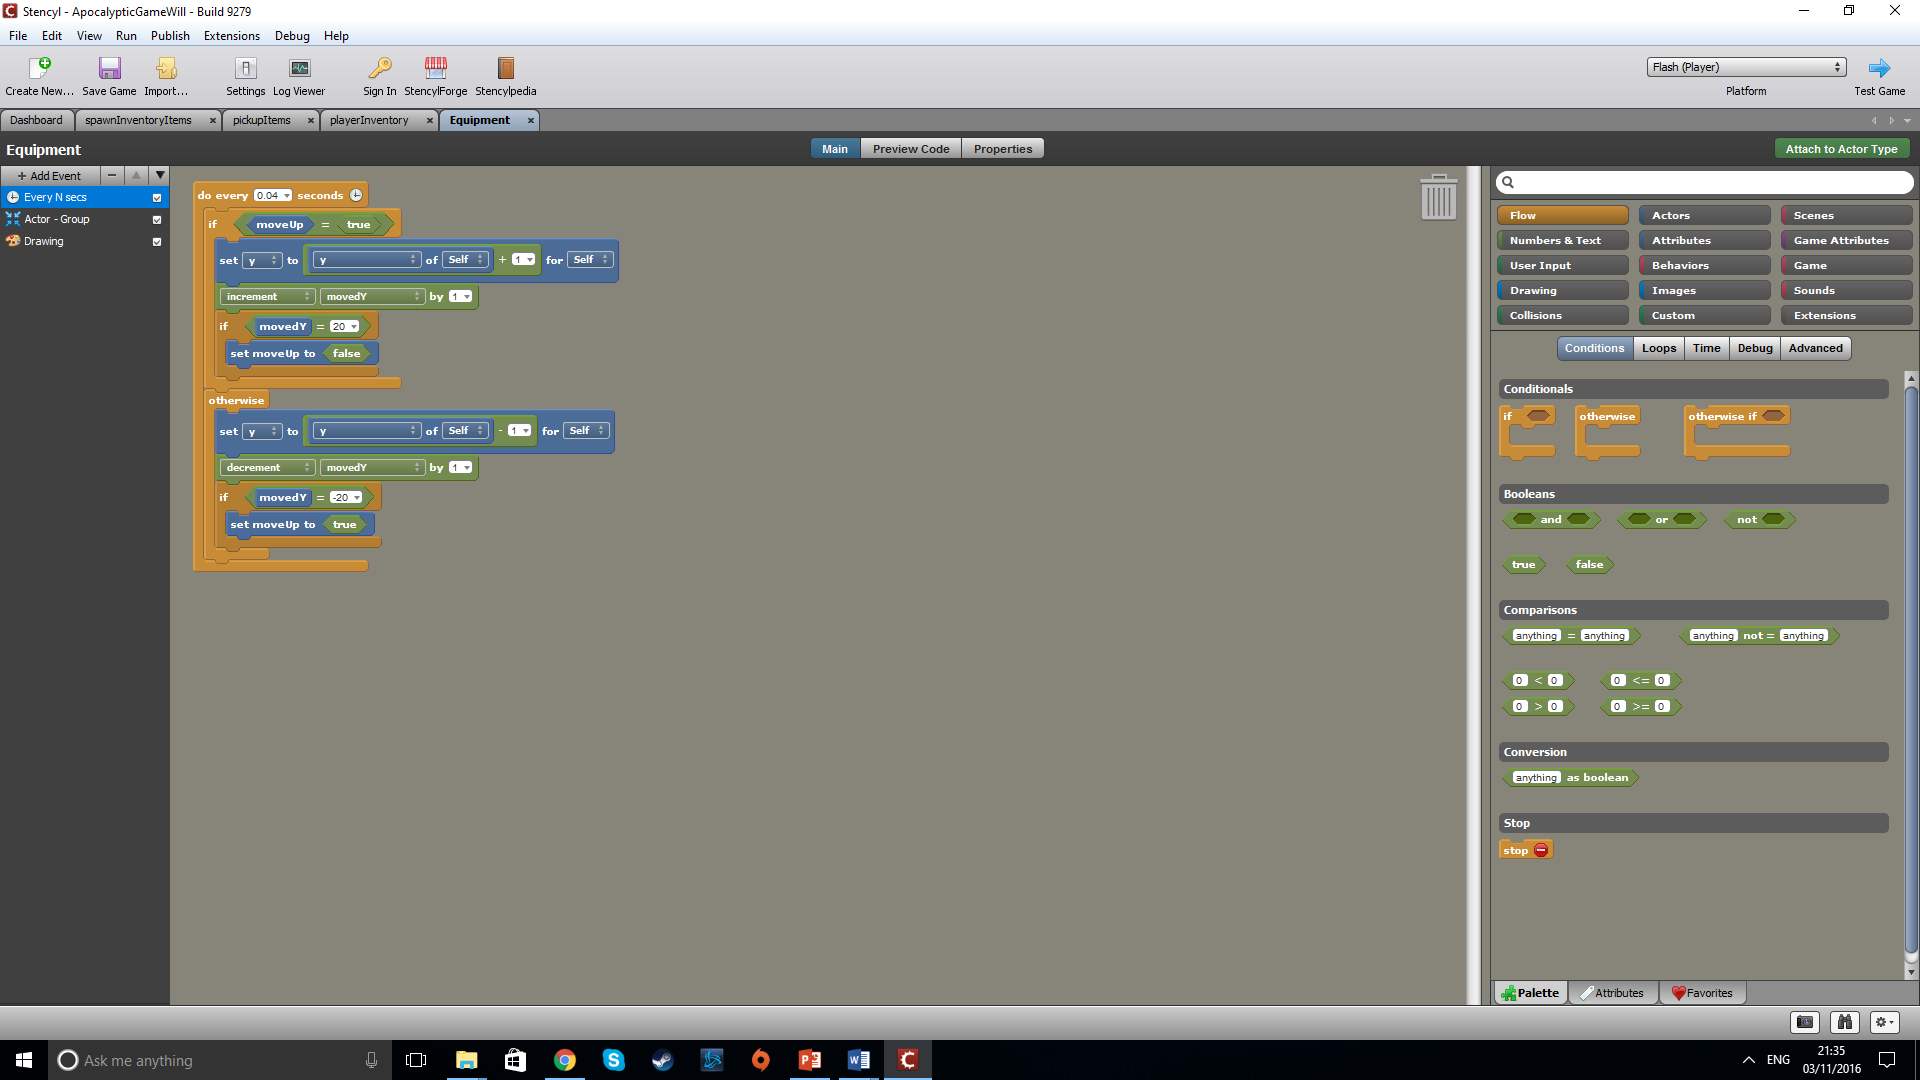 Stencyl - ApocalypticGameWill - Build 9279
File Edit View Run Publish Extensions Debug Help
Create New... Save Game Import... Settings Log Viewer Sign In StencylForge Stencylpedia
Flash (Player)
Platform
Test Game
Dashboard spawnInventoryItems pickupItems playerInventory Equipment
Equipment
Main Preview Code Properties
Attach to Actor Type
+ Add Event
Every N secs
Actor - Group
Drawing
do every 0.04 seconds
if moveUp = true
set y to y of Self + 1 for Self
increment movedY by 1
if movedY = 20
set moveUp to false
otherwise
set y to y of Self - 1 for Self
decrement movedY by 1
if movedY = -20
set moveUp to true
Flow Actors Scenes
Numbers & Text Attributes Game Attributes
User Input Behaviors Game
Drawing Images Sounds
Collisions Custom Extensions
Conditions Loops Time Debug Advanced
Conditionals
if otherwise otherwise if
Booleans
and or not
true false
Comparisons
anything = anything anything not = anything
0 < 0 0 <= 0
0 > 0 0 >= 0
Conversion
anything as boolean
Stop
stop
Palette Attributes Favorites
Ask me anything
ENG
21:35
03/11/2016